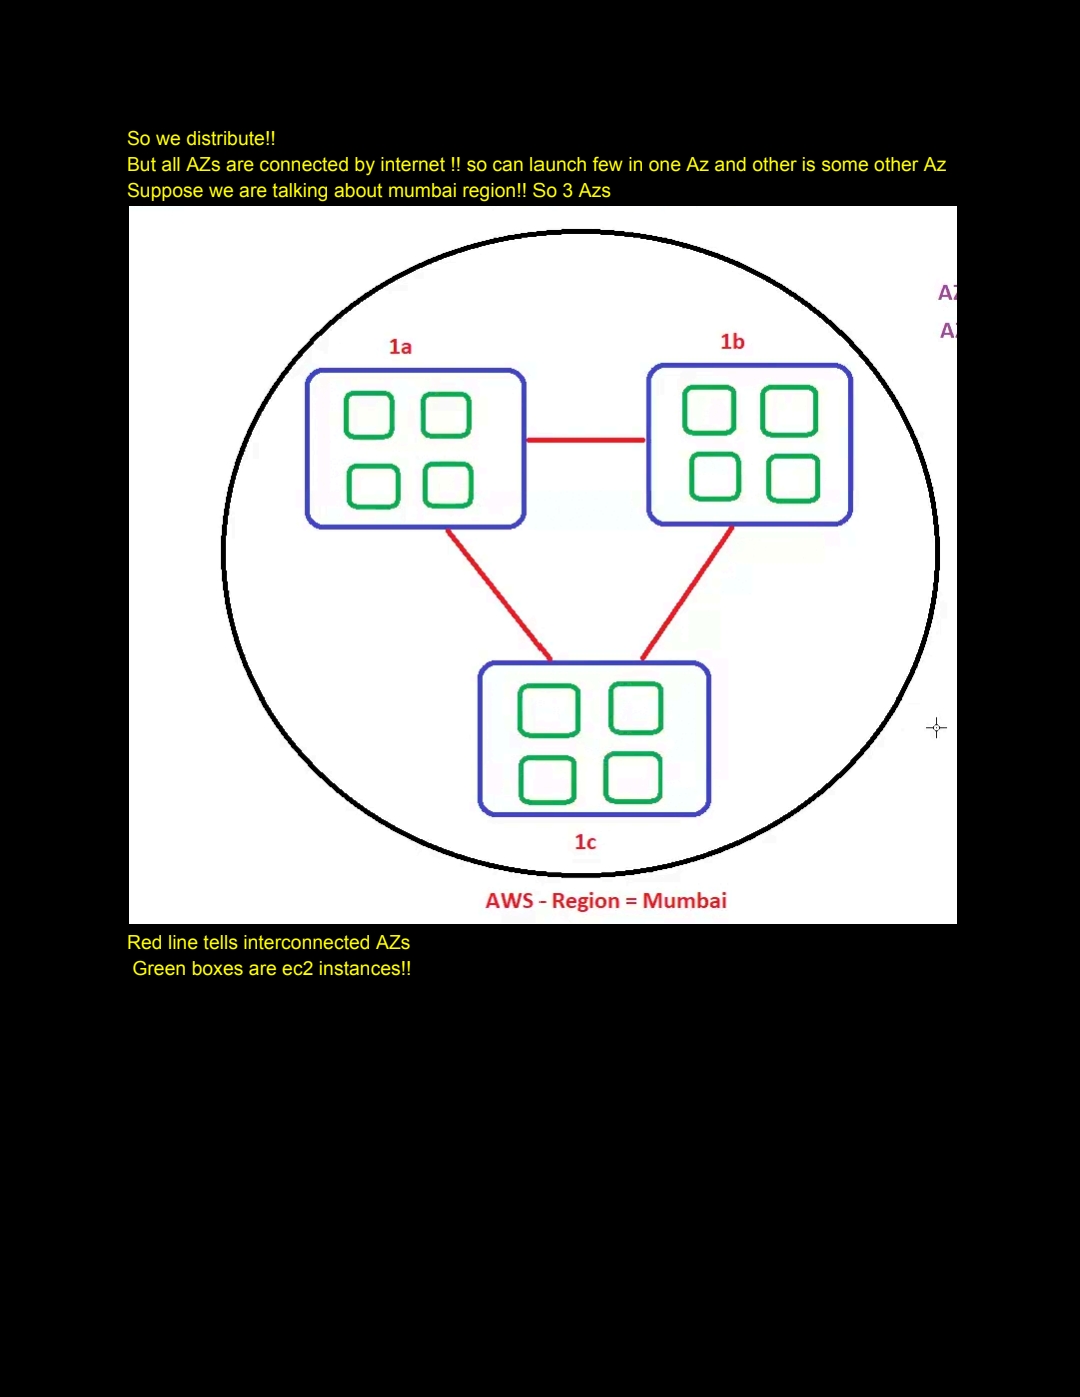 So we distribute!!
But all AZs are connected by internet !! so can launch few in one Az and other is some other Az
Suppose we are talking about mumbai region!! So 3 Azs
1a
1b
1c
AWS - Region = Mumbai
Red line tells interconnected AZs
Green boxes are ec2 instances!!